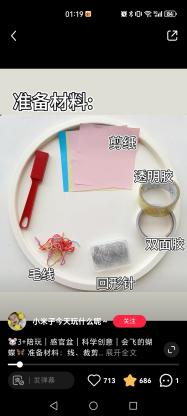 01:19
准备材料:
剪纸
透明胶
双面胶
毛线
回形针
小米子今天玩什么呢~
关注
3+陪玩｜感官盆｜科学创意｜会飞的蝴
蝶 准备材料：线、裁剪... 展开全文
发弹幕
713
686
1